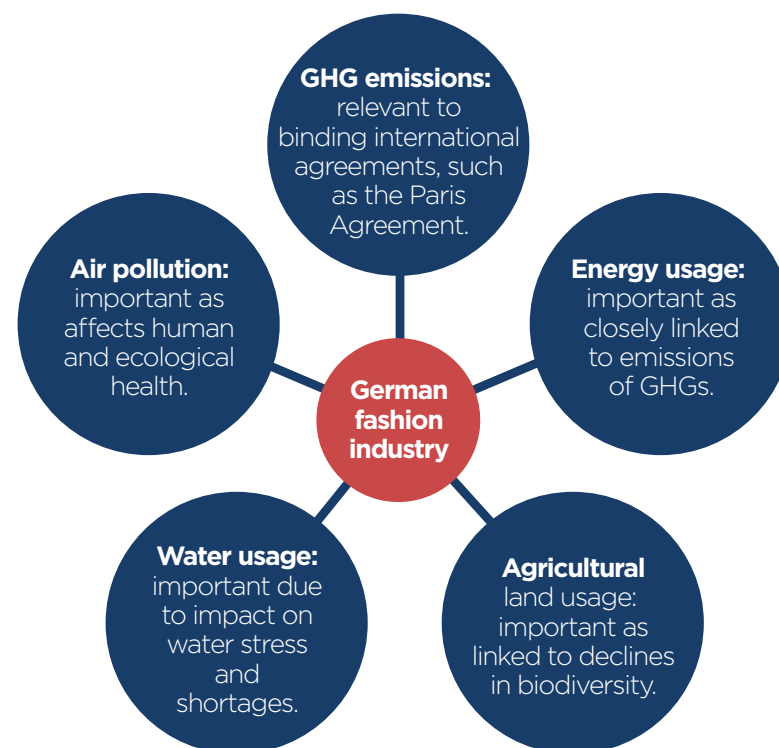 GHG emissions:
relevant to
binding international
agreements, such
as the Paris
Agreement.
Air pollution:
important as
affects human
and ecological
health.
Energy usage:
important as
closely linked
to emissions
of GHGs.
German
fashion
industry
Water usage:
important due
to impact on
water stress
and
shortages.
Agricultural
land usage:
important as
linked to declines
in biodiversity.